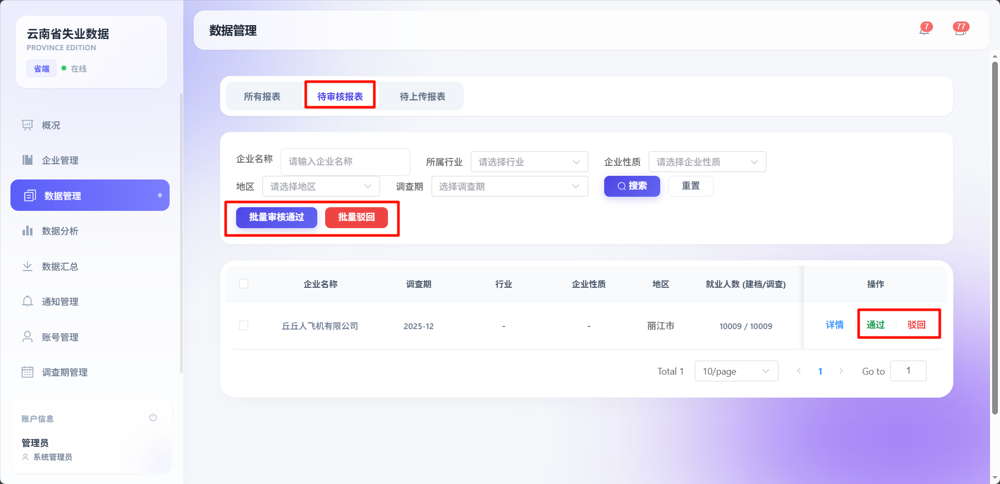 云南省失业数据
PROVINCE EDITION
省端 在线
概况
企业管理
数据管理
数据分析
数据汇总
通知管理
账号管理
调查期管理
账户信息
管理员
系统管理员
数据管理
7
77
所有报表 待审核报表 待上传报表
企业名称 请输入企业名称 所属行业 请选择行业 企业性质 请选择企业性质
地区 请选择地区 调查期 选择调查期 搜索 重置
批量审核通过 批量驳回
企业名称 调查期 行业 企业性质 地区 就业人数 (建档/调查) 操作
丘丘人飞机有限公司 2025-12 - - 丽江市 10009 / 10009 详情 通过 驳回
Total 1 10/page 1 Go to 1